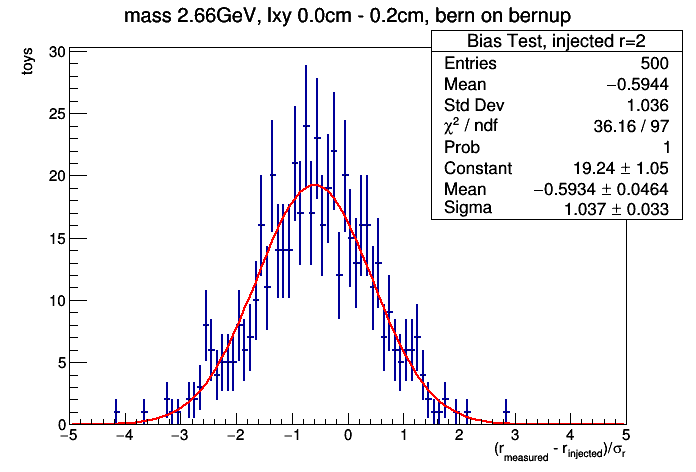 mass 2.66GeV, lxy 0.0cm - 0.2cm, bern on bernup
Bias Test, injected r=2
Entries 500
Mean −0.5944
Std Dev 1.036
χ² / ndf 36.16 / 97
Prob 1
Constant 19.24 ± 1.05
Mean −0.5934 ± 0.0464
Sigma 1.037 ± 0.033
toys
30
25
20
15
10
5
0
−5 −4 −3 −2 −1 0 1 2 3 4 5
(r_measured - r_injected)/σ_r